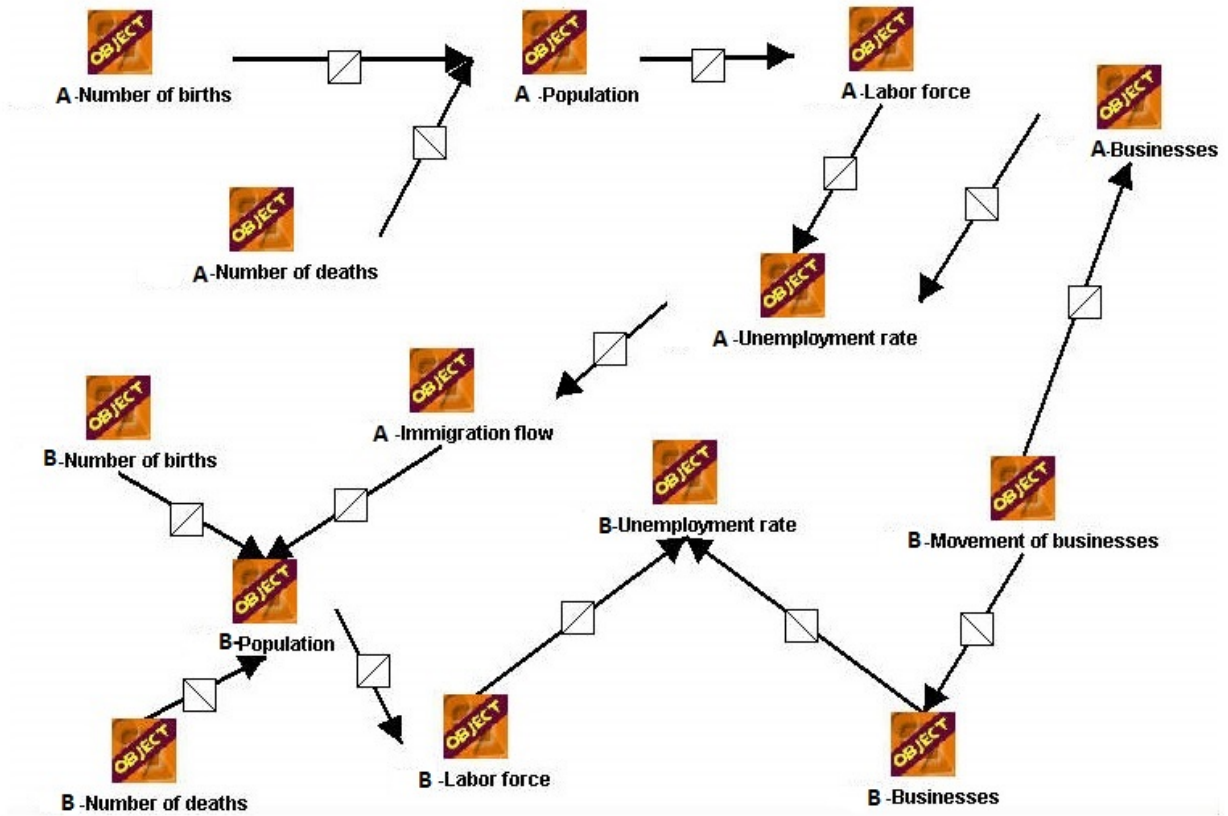 OBJECT
A-Number of births
OBJECT
A -Population
OBJECT
A-Labor force
OBJECT
A-Businesses
OBJECT
A-Number of deaths
OBJECT
A -Unemployment rate
OBJECT
B-Number of births
OBJECT
A -Immigration flow
OBJECT
B-Unemployment rate
OBJECT
B-Movement of businesses
OBJECT
B-Population
OBJECT
B -Number of deaths
OBJECT
B -Labor force
OBJECT
B -Businesses